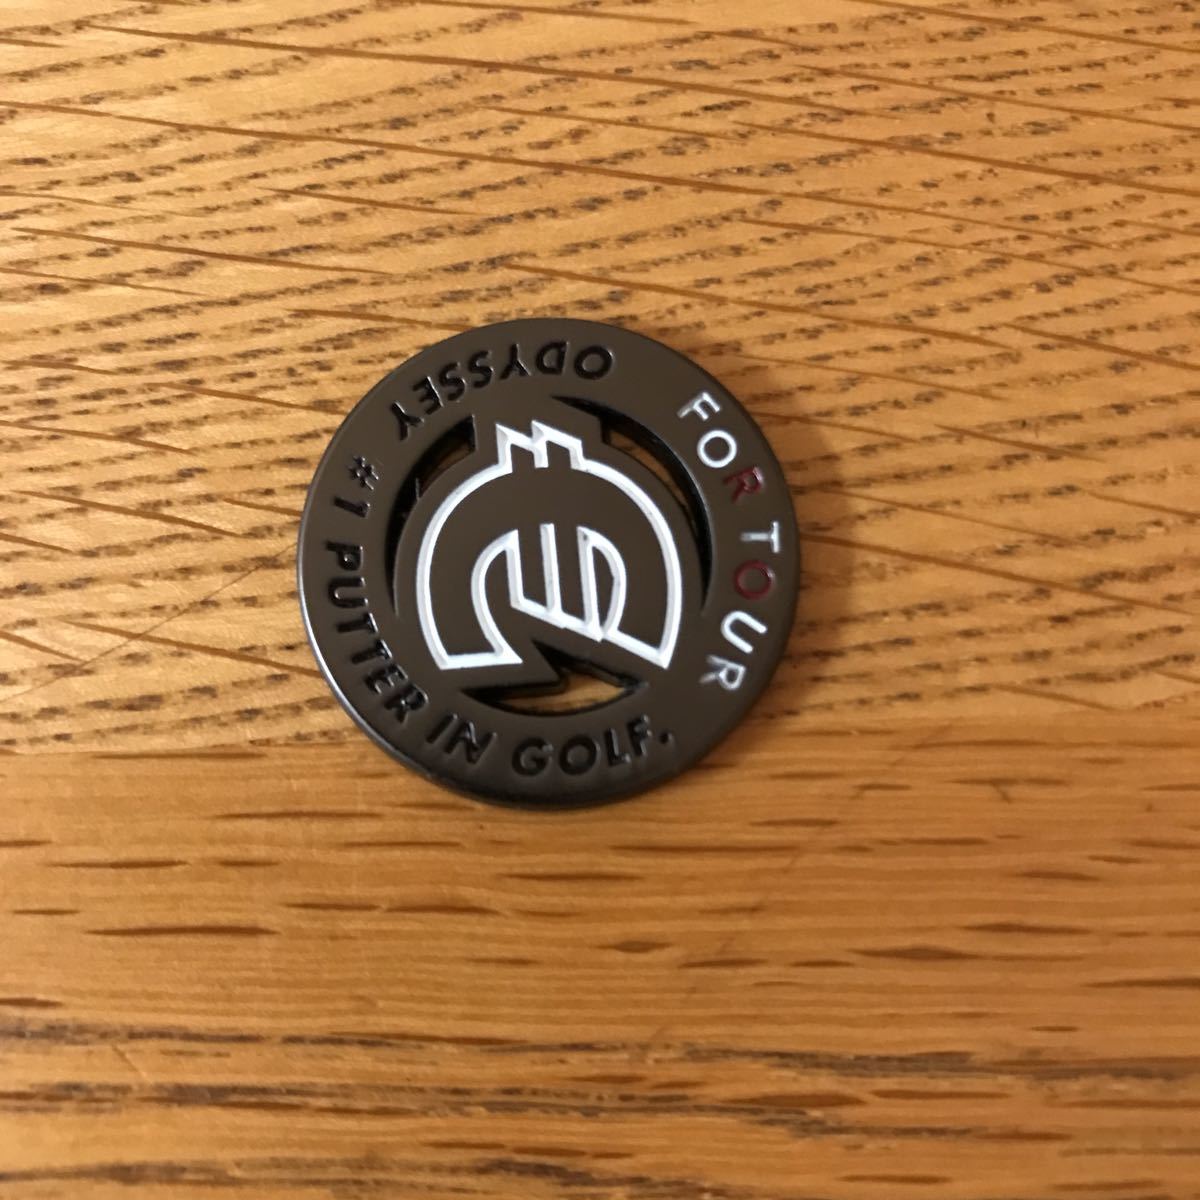 ODYSSEY
#1 PUTTER IN GOLF.
FOR TOUR